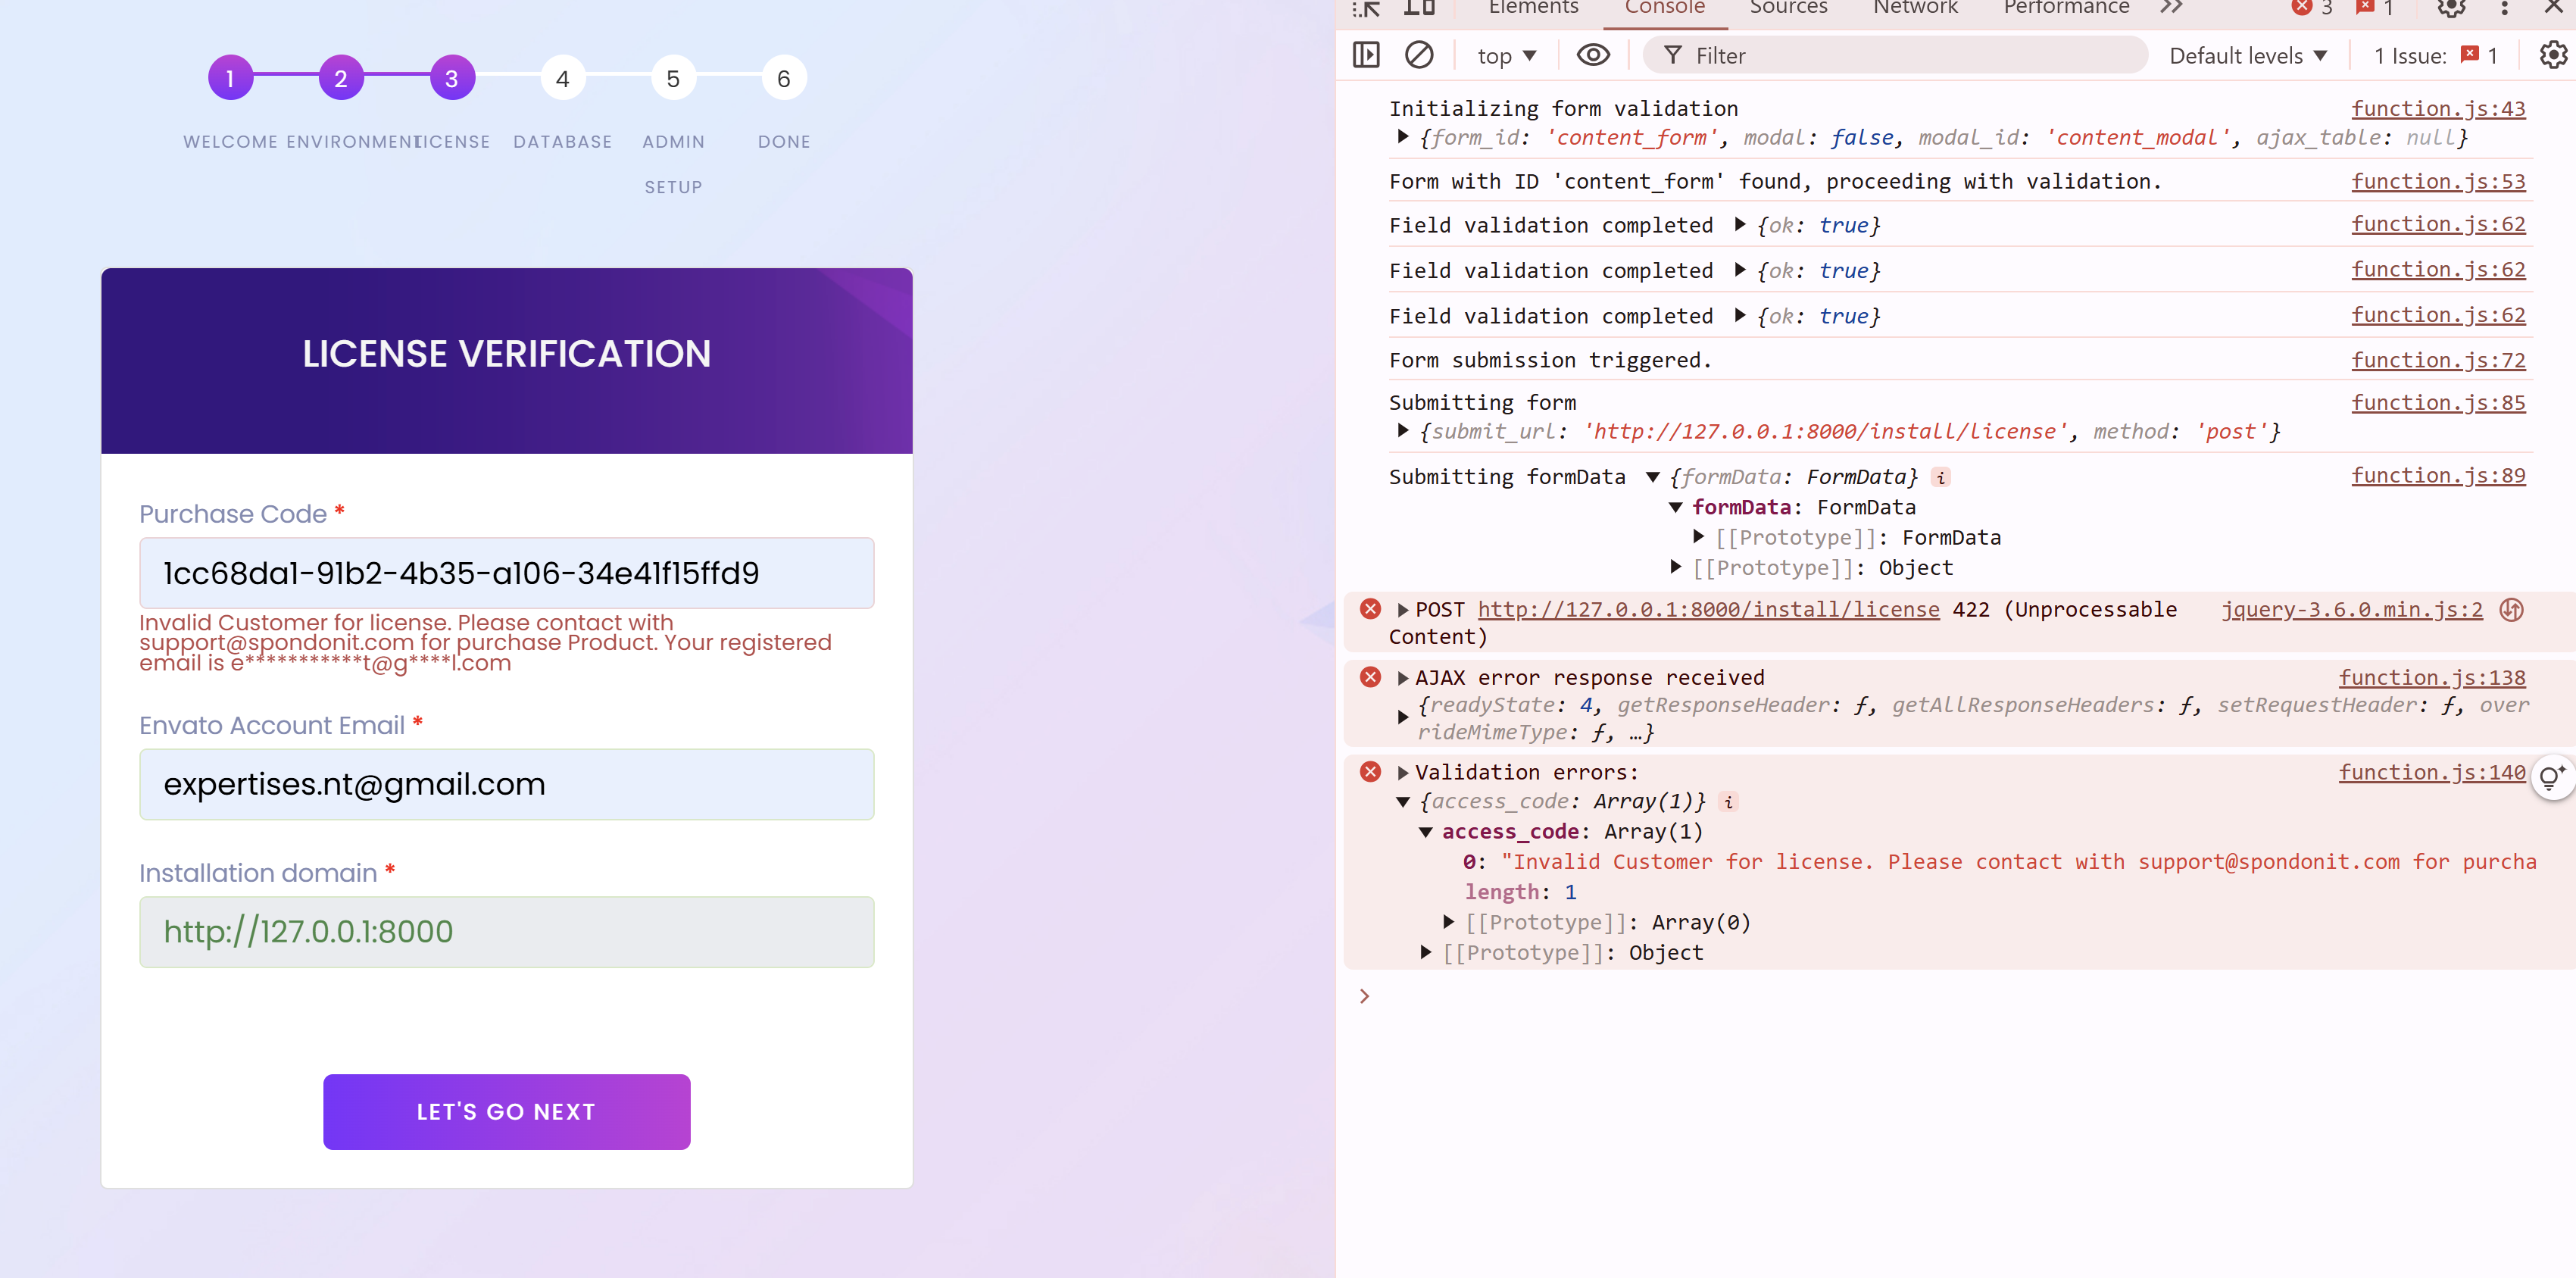 1 2 3 4 5 6
WELCOME ENVIRONMENT LICENSE DATABASE ADMIN SETUP DONE
LICENSE VERIFICATION
Purchase Code *
1cc68da1-91b2-4b35-a106-34e41f15ffd9
Invalid Customer for license. Please contact with
support@spondonit.com for purchase Product. Your registered
email is e***********t@g****l.com
Envato Account Email *
expertises.nt@gmail.com
Installation domain *
http://127.0.0.1:8000
LET'S GO NEXT
Elements Console Sources Network Performance 3 1
top Filter Default levels 1 Issue: 1
Initializing form validation function.js:43
{form_id: 'content_form', modal: false, modal_id: 'content_modal', ajax_table: null}
Form with ID 'content_form' found, proceeding with validation. function.js:53
Field validation completed {ok: true} function.js:62
Field validation completed {ok: true} function.js:62
Field validation completed {ok: true} function.js:62
Form submission triggered. function.js:72
Submitting form function.js:85
{submit_url: 'http://127.0.0.1:8000/install/license', method: 'post'}
Submitting formData {formData: FormData} i function.js:89
formData: FormData
[[Prototype]]: FormData
[[Prototype]]: Object
POST http://127.0.0.1:8000/install/license 422 (Unprocessable jquery-3.6.0.min.js:2
Content)
AJAX error response received function.js:138
{readyState: 4, getResponseHeader: ƒ, getAllResponseHeaders: ƒ, setRequestHeader: ƒ, over
rideMimeType: ƒ, …}
Validation errors: function.js:140
{access_code: Array(1)} i
access_code: Array(1)
0: "Invalid Customer for license. Please contact with support@spondonit.com for purcha
length: 1
[[Prototype]]: Array(0)
[[Prototype]]: Object